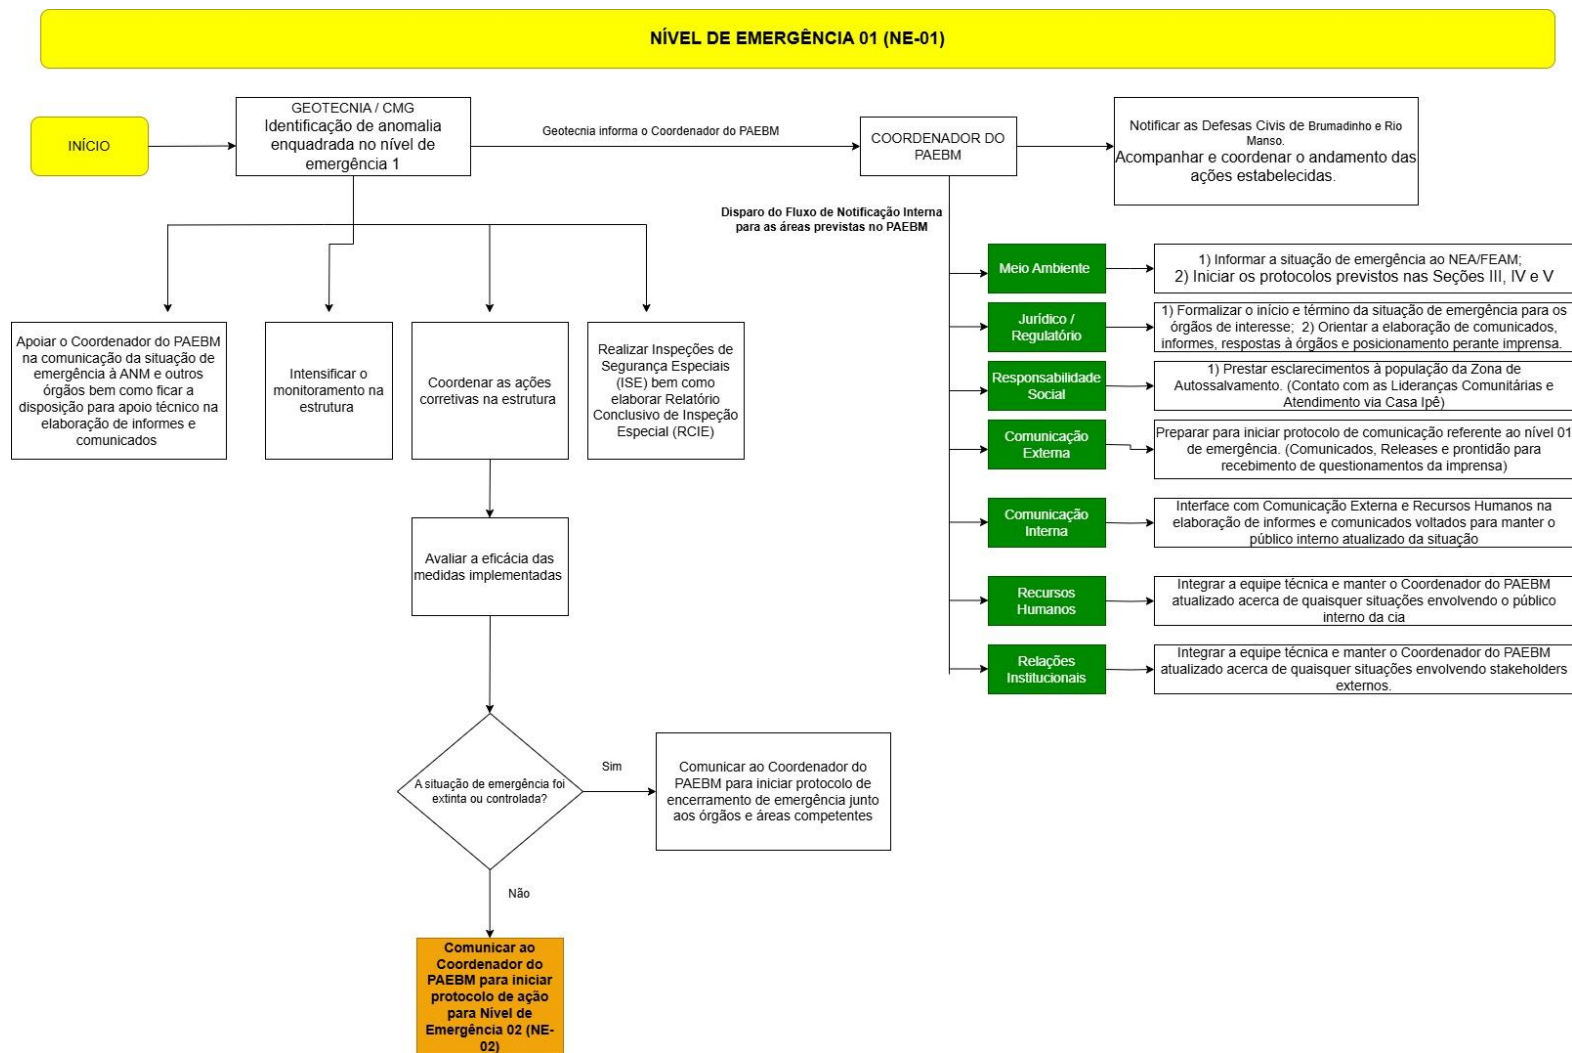 NÍVEL DE EMERGÊNCIA 01 (NE-01)
INÍCIO
GEOTECNIA / CMG
Identificação de anomalia
enquadrada no nível de
emergência 1
Geotecnia informa o Coordenador do PAEBM
COORDENADOR DO
PAEBM
Notificar as Defesas Civis de Brumadinho e Rio
Manso.
Acompanhar e coordenar o andamento das
ações estabelecidas.
Disparo do Fluxo de Notificação Interna
para as áreas previstas no PAEBM
Meio Ambiente
1) Informar a situação de emergência ao NEA/FEAM;
2) Iniciar os protocolos previstos nas Seções III, IV e V
Jurídico /
Regulatório
1) Formalizar o início e término da situação de emergência para os
órgãos de interesse; 2) Orientar a elaboração de comunicados,
informes, respostas à órgãos e posicionamento perante imprensa.
Responsabilidade
Social
1) Prestar esclarecimentos à população da Zona de
Autossalvamento. (Contato com as Lideranças Comunitárias e
Atendimento via Casa Ipê)
Comunicação
Externa
Preparar para iniciar protocolo de comunicação referente ao nível 01
de emergência. (Comunicados, Releases e prontidão para
recebimento de questionamentos da imprensa)
Comunicação
Interna
Interface com Comunicação Externa e Recursos Humanos na
elaboração de informes e comunicados voltados para manter o
público interno atualizado da situação
Recursos
Humanos
Integrar a equipe técnica e manter o Coordenador do PAEBM
atualizado acerca de quaisquer situações envolvendo o público
interno da cia
Relações
Institucionais
Integrar a equipe técnica e manter o Coordenador do PAEBM
atualizado acerca de quaisquer situações envolvendo stakeholders
externos.
Apoiar o Coordenador do PAEBM
na comunicação da situação de
emergência à ANM e outros
órgãos bem como ficar a
disposição para apoio técnico na
elaboração de informes e
comunicados
Intensificar o
monitoramento na
estrutura
Coordenar as ações
corretivas na estrutura
Realizar Inspeções de
Segurança Especiais
(ISE) bem como
elaborar Relatório
Conclusivo de Inspeção
Especial (RCIE)
Avaliar a eficácia das
medidas implementadas
A situação de emergência foi
extinta ou controlada?
Sim
Comunicar ao Coordenador do
PAEBM para iniciar protocolo de
encerramento de emergência junto
aos órgãos e áreas competentes
Não
Comunicar ao
Coordenador do
PAEBM para iniciar
protocolo de ação
para Nível de
Emergência 02 (NE-
02)